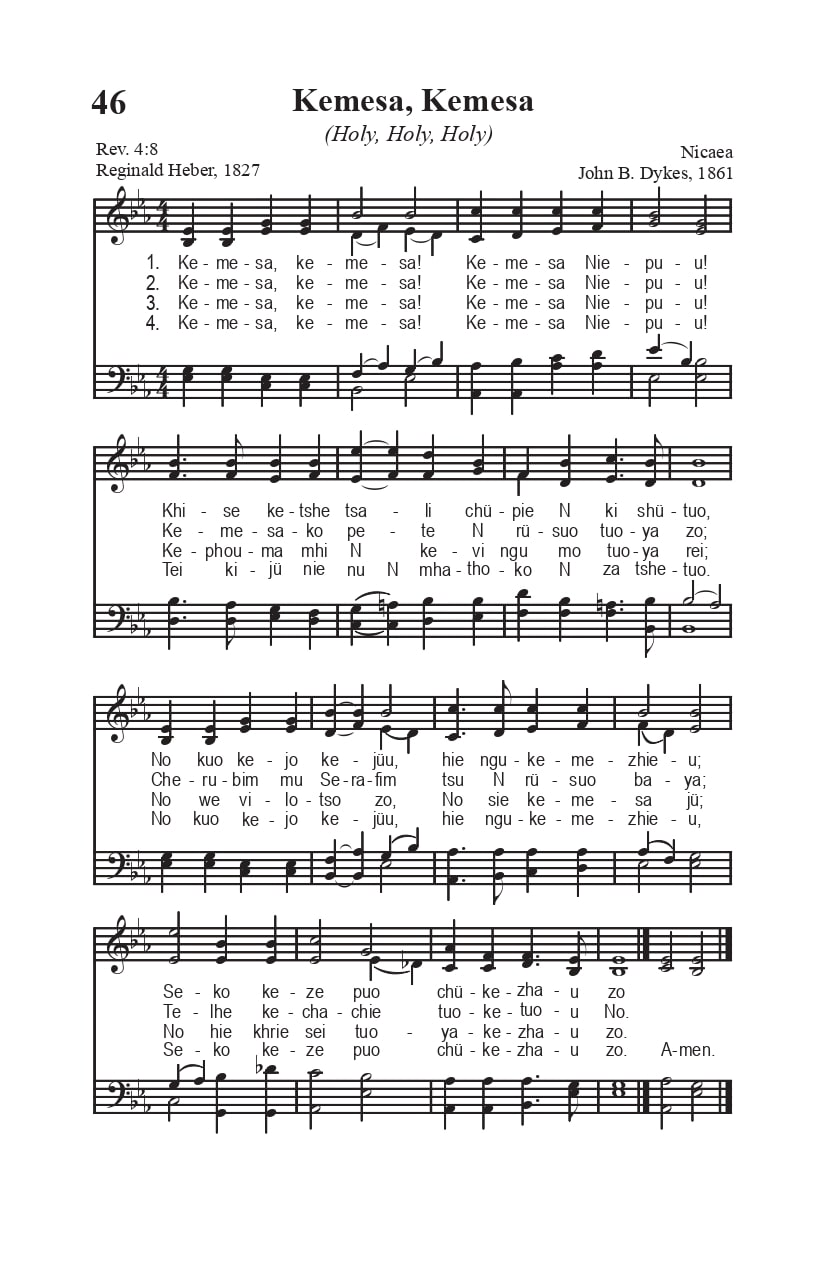 46
Kemesa, Kemesa
(Holy, Holy, Holy)
Rev. 4:8
Reginald Heber, 1827
Nicaea
John B. Dykes, 1861
1. Ke - me - sa, ke - me - sa! Ke - me - sa Nie - pu - u!
2. Ke - me - sa, ke - me - sa! Ke - me - sa Nie - pu - u!
3. Ke - me - sa, ke - me - sa! Ke - me - sa Nie - pu - u!
4. Ke - me - sa, ke - me - sa! Ke - me - sa Nie - pu - u!
Khi - se ke - tshe tsa - li chü - pie N ki shü - tuo,
Ke - me - sa - ko pe - te N rü - suo tuo - ya zo;
Ke - phou - ma mhi N ke - vi ngu mo tuo - ya rei;
Tei ki - jü nie nu N mha - tho - ko N za tshe - tuo.
No kuo ke - jo ke - jüu, hie ngu - ke - me - zhie - u;
Che - ru - bim mu Se - ra - fim tsu N rü - suo ba - ya;
No we vi - lo - tso zo, No sie ke - me - sa jü;
No kuo ke - jo ke - jüu, hie ngu - ke - me - zhie - u,
Se - ko ke - ze puo chü - ke - zha - u zo
Te - lhe ke - cha - chie tuo - ke - tuo - u No.
No hie khrie sei tuo - ya - ke - zha - u zo.
Se - ko ke - ze puo chü - ke - zha - u zo. A-men.